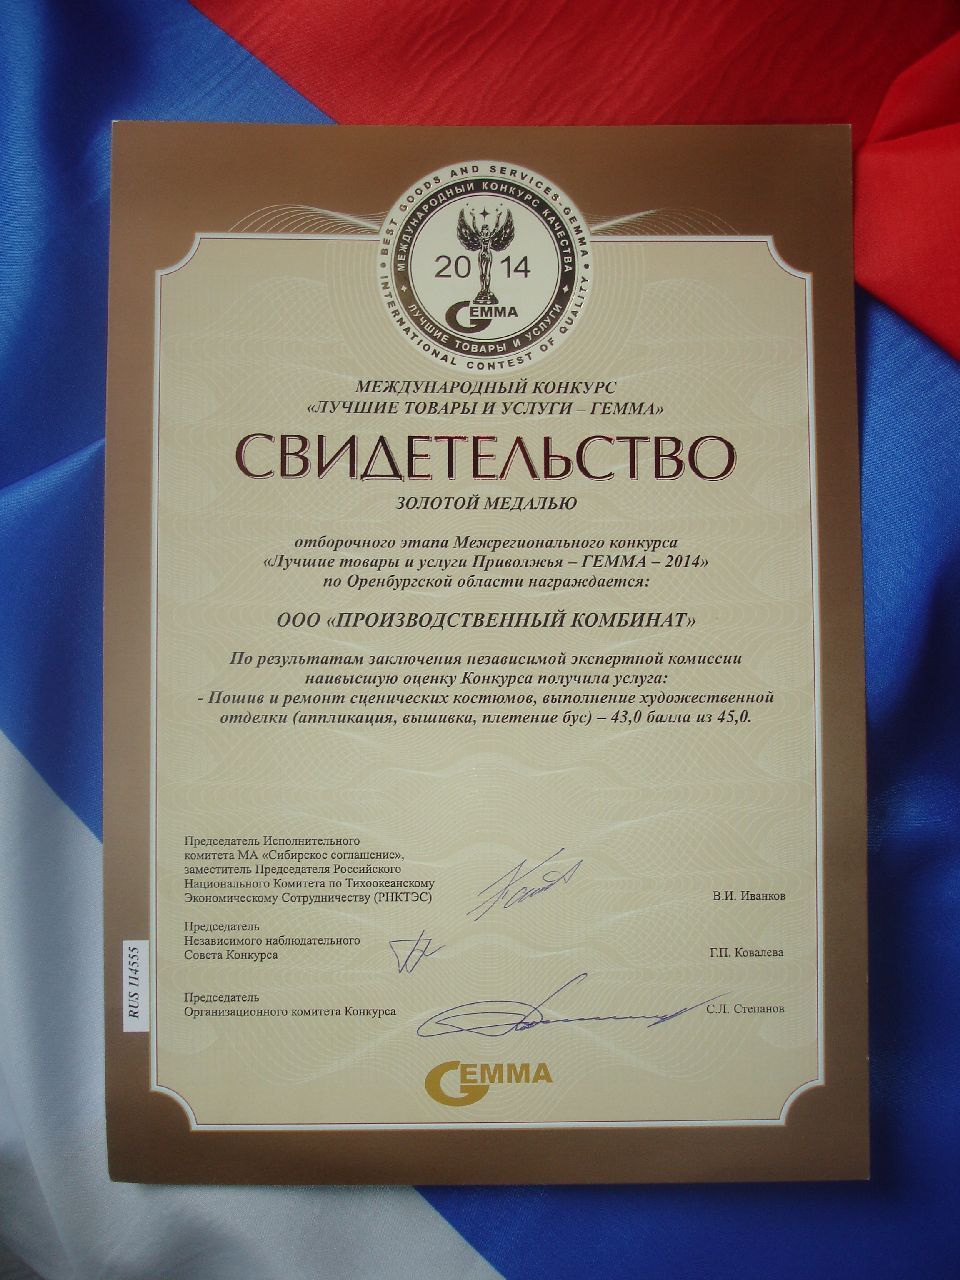 INTERNATIONAL CONTEST OF QUALITY • BEST GOODS AND SERVICES-GEMMA •
МЕЖДУНАРОДНЫЙ КОНКУРС КАЧЕСТВА
ЛУЧШИЕ ТОВАРЫ И УСЛУГИ
2014
GEMMA
МЕЖДУНАРОДНЫЙ КОНКУРС
«ЛУЧШИЕ ТОВАРЫ И УСЛУГИ – ГЕММА»
СВИДЕТЕЛЬСТВО
ЗОЛОТОЙ МЕДАЛЬЮ
отборочного этапа Межрегионального конкурса
«Лучшие товары и услуги Приволжья – ГЕММА – 2014»
по Оренбургской области награждается:
ООО «ПРОИЗВОДСТВЕННЫЙ КОМБИНАТ»
По результатам заключения независимой экспертной комиссии
наивысшую оценку Конкурса получила услуга:
- Пошив и ремонт сценических костюмов, выполнение художественной
отделки (аппликация, вышивка, плетение бус) – 43,0 балла из 45,0.
Председатель Исполнительного
комитета МА «Сибирское соглашение»,
заместитель Председателя Российского
Национального Комитета по Тихоокеанскому
Экономическому Сотрудничеству (РНКТЭС)
В.И. Иванков
Председатель
Независимого наблюдательного
Совета Конкурса
Г.П. Ковалева
Председатель
Организационного комитета Конкурса
С.Л. Степанов
RUS 114555
GEMMA